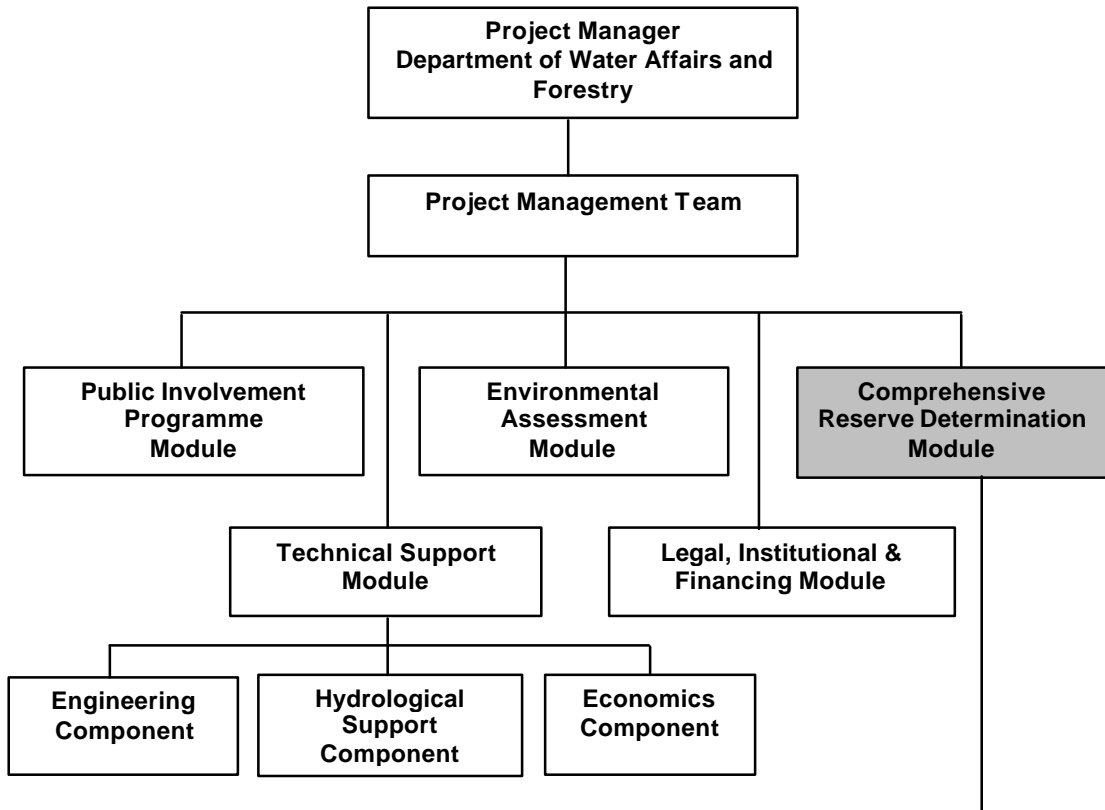 Project Manager
Department of Water Affairs and
Forestry
Project Management Team
Public Involvement
Programme
Module
Environmental
Assessment
Module
Comprehensive
Reserve Determination
Module
Technical Support
Module
Legal, Institutional &
Financing Module
Engineering
Component
Hydrological
Support
Component
Economics
Component